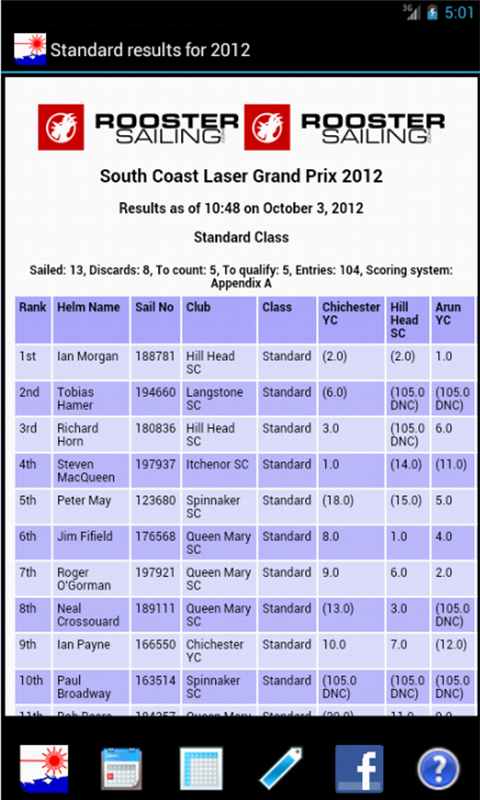 3G 5:01
Standard results for 2012
ROOSTER SAILING.COM ROOSTER SAILING.COM
South Coast Laser Grand Prix 2012
Results as of 10:48 on October 3, 2012
Standard Class
Sailed: 13, Discards: 8, To count: 5, To qualify: 5, Entries: 104, Scoring system:
Appendix A
Rank Helm Name Sail No Club Class Chichester YC Hill Head SC Arun YC
1st Ian Morgan 188781 Hill Head SC Standard (2.0) (2.0) 1.0
2nd Tobias Hamer 194660 Langstone SC Standard (6.0) (105.0 DNC) (105.0 DNC)
3rd Richard Horn 180836 Hill Head SC Standard 3.0 (105.0 DNC) 6.0
4th Steven MacQueen 197937 Itchenor SC Standard 1.0 (14.0) (11.0)
5th Peter May 123680 Spinnaker SC Standard (18.0) (15.0) 5.0
6th Jim Fifield 176568 Queen Mary SC Standard 8.0 1.0 4.0
7th Roger O'Gorman 197921 Queen Mary SC Standard 9.0 6.0 2.0
8th Neal Crossouard 189111 Queen Mary SC Standard (13.0) 3.0 (105.0 DNC)
9th Ian Payne 166550 Chichester YC Standard 10.0 7.0 (12.0)
10th Paul Broadway 163514 Spinnaker SC Standard (105.0 DNC) (105.0 DNC) (105.0 DNC)
11th Queen Mary Standard